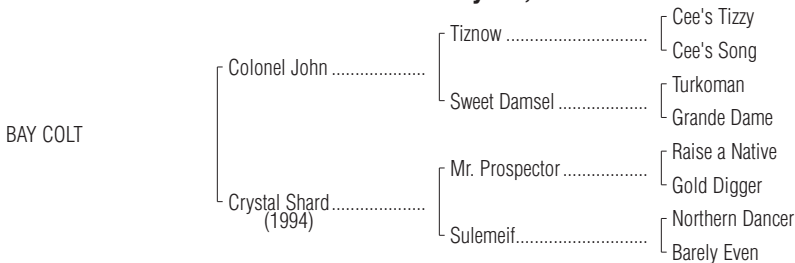 Cee's Tizzy
Tiznow ..............................
Cee's Song
Colonel John ....................
Turkoman
Sweet Damsel ...................
Grande Dame
BAY COLT
Raise a Native
Mr. Prospector ..................
Gold Digger
Crystal Shard ....................
(1994)
Northern Dancer
Sulemeif ............................
Barely Even